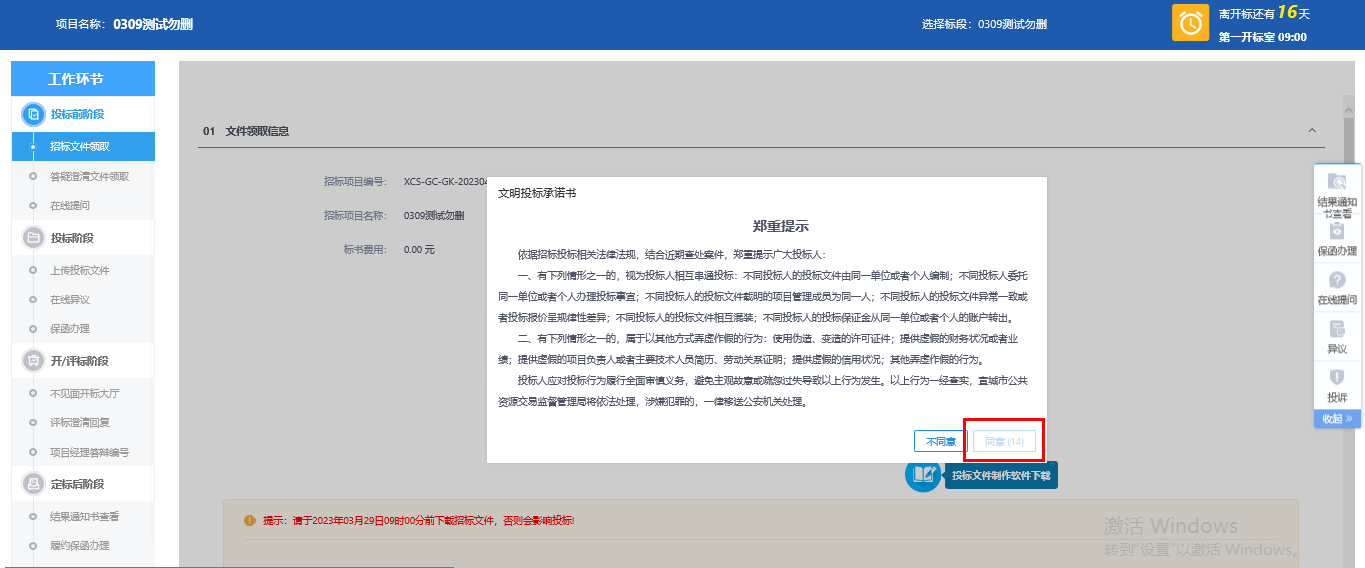 项目名称： 0309测试勿删
选择标段： 0309测试勿删
离开标还有16天
第一开标室 09:00
工作环节
投标前阶段
招标文件领取
答疑澄清文件领取
在线提问
投标阶段
上传投标文件
在线异议
保函办理
开/评标阶段
不见面开标大厅
评标澄清回复
项目经理答辩编号
定标后阶段
结果通知书查看
履约保函办理
01 文件领取信息
招标项目编号： XCS-GC-GK-202304
招标项目名称： 0309测试勿删
标书费用： 0.00 元
文明投标承诺书
郑重提示
依据招标投标相关法律法规，结合近期查处案件，郑重提示广大投标人：
一、有下列情形之一的，视为投标人相互串通投标：不同投标人的投标文件由同一单位或者个人编制；不同投标人委托
同一单位或者个人办理投标事宜；不同投标人的投标文件载明的项目管理成员为同一人；不同投标人的投标文件异常一致或
者投标报价呈规律性差异；不同投标人的投标文件相互混装；不同投标人的投标保证金从同一单位或者个人的账户转出。
二、有下列情形之一的，属于以其他方式弄虚作假的行为：使用伪造、变造的许可证件；提供虚假的财务状况或者业
绩；提供虚假的项目负责人或者主要技术人员简历、劳动关系证明；提供虚假的信用状况；其他弄虚作假的行为。
投标人应对投标行为履行全面审慎义务，避免主观故意或疏忽过失导致以上行为发生。以上行为一经查实，宣城市公共
资源交易监督管理局将依法处理，涉嫌犯罪的，一律移送公安机关处理。
不同意
同意 (14)
投标文件制作软件下载
提示：请于2023年03月29日09时00分前下载招标文件，否则会影响投标!
激活 Windows
转到"设置"以激活 Windows。
结果通知
书查看
保函办理
在线提问
异议
投诉
收起 »